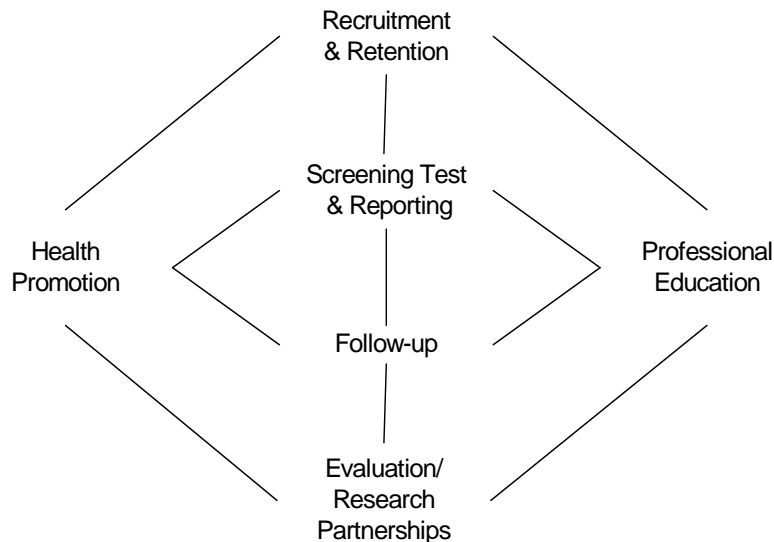 Recruitment
& Retention
Screening Test
& Reporting
Health
Promotion
Professional
Education
Follow-up
Evaluation/
Research
Partnerships